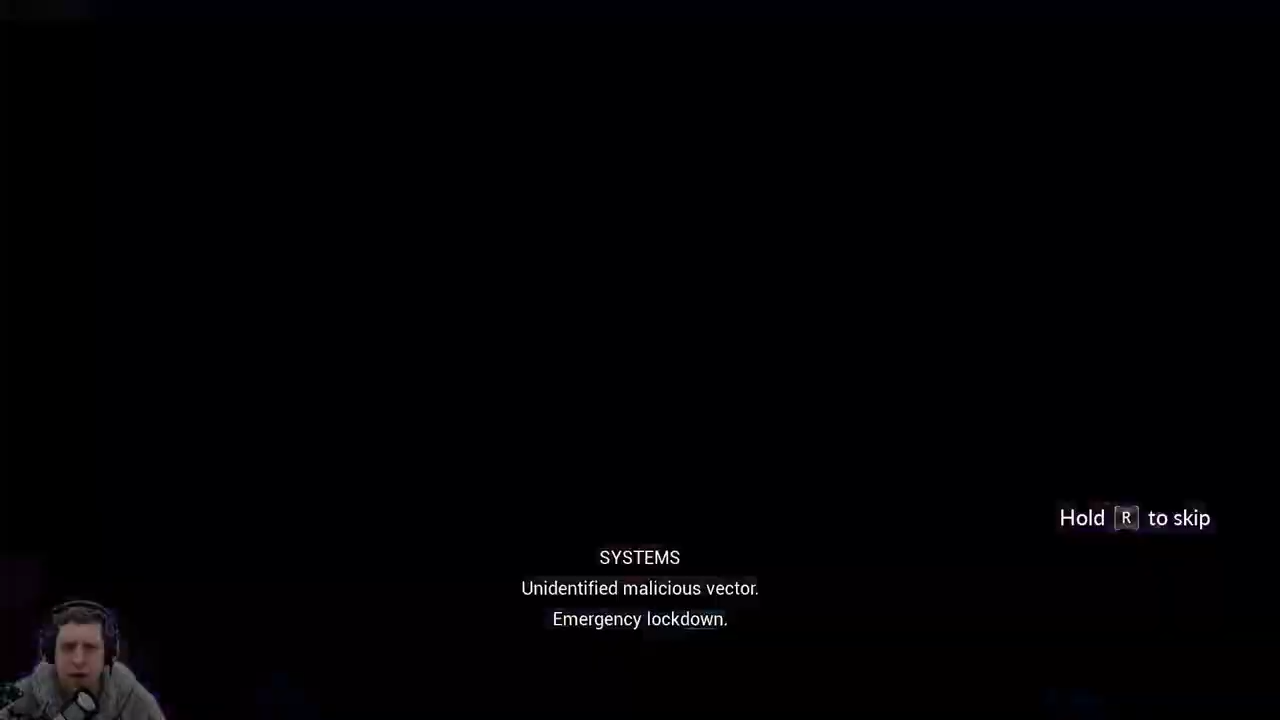 Hold R to skip
SYSTEMS
Unidentified malicious vector.
Emergency lockdown.